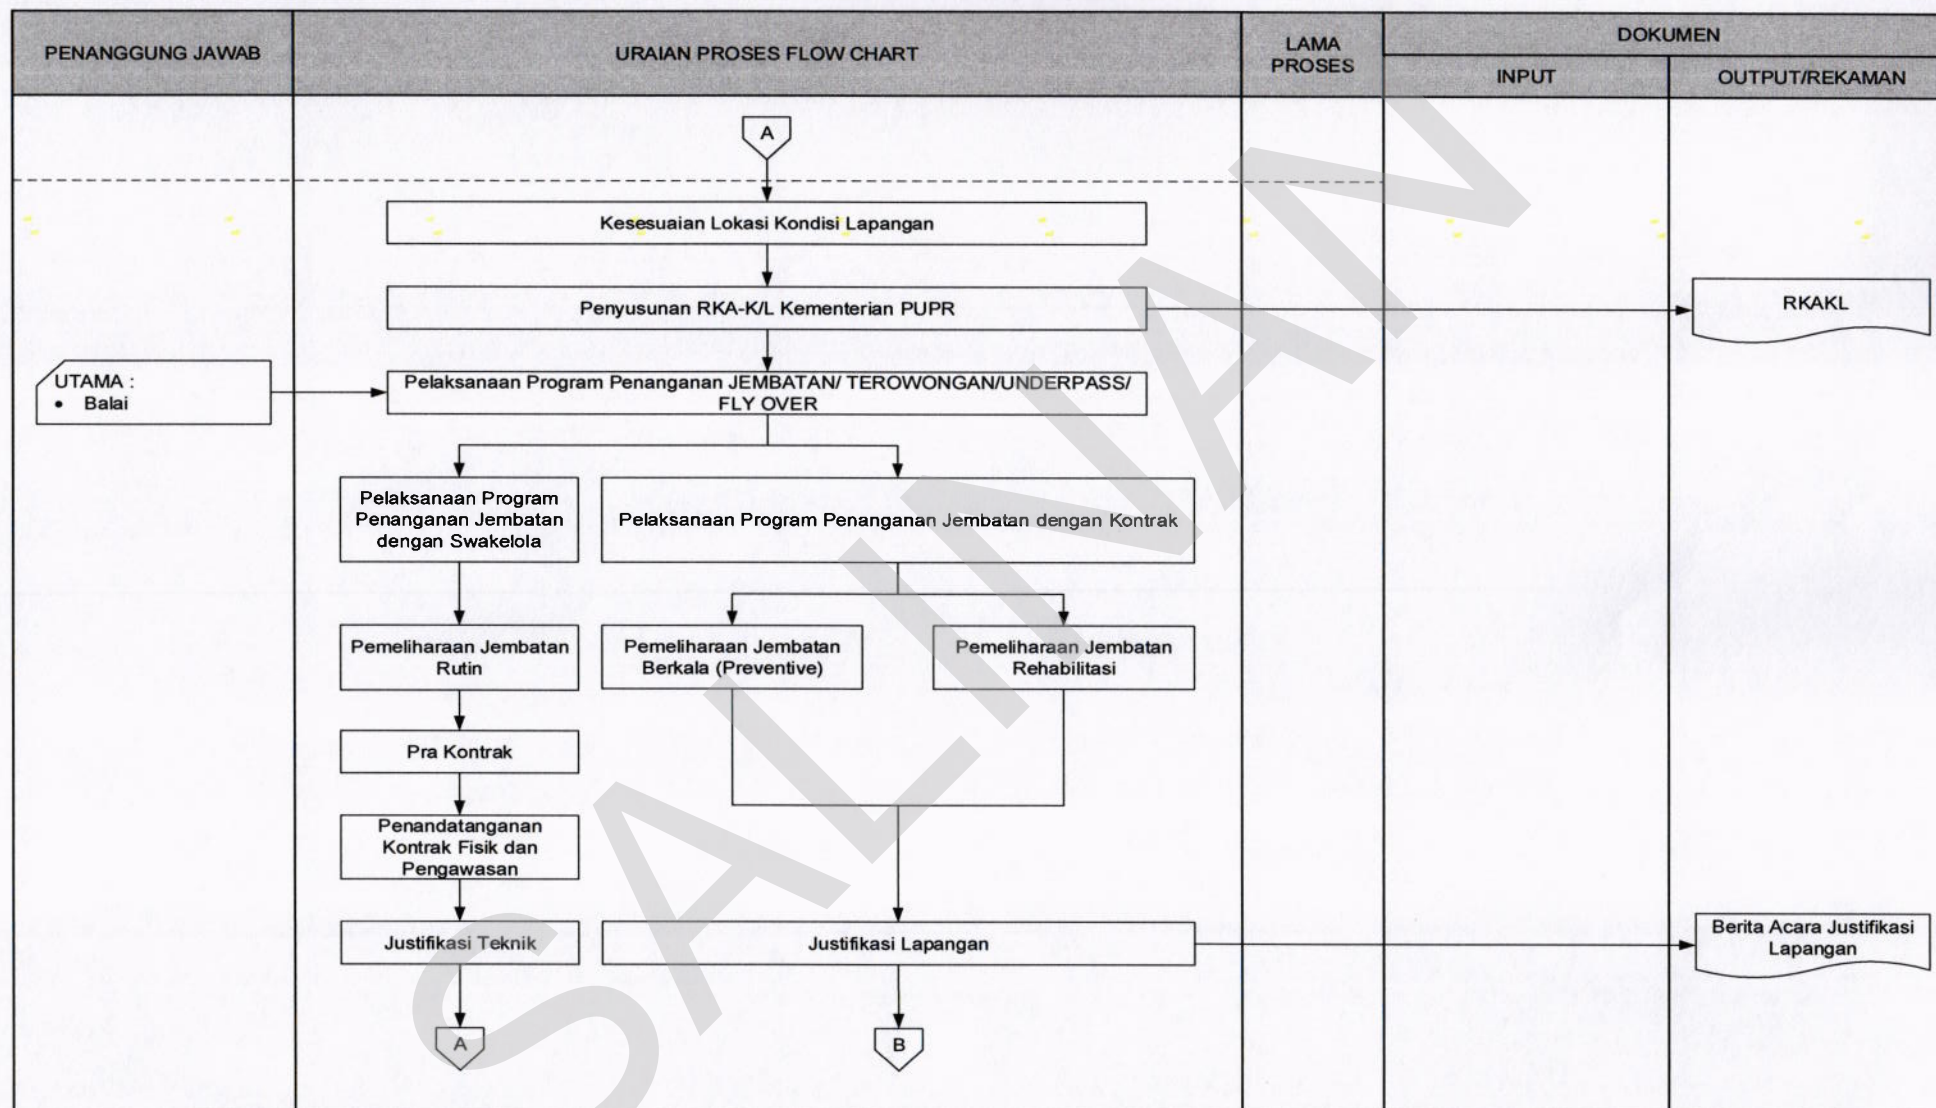 PENANGGUNG JAWAB
URAIAN PROSES FLOW CHART
LAMA
PROSES
DOKUMEN
INPUT
OUTPUT/REKAMAN
A
Kesesuaian Lokasi Kondisi Lapangan
Penyusunan RKA-K/L Kementerian PUPR
RKAKL
UTAMA :
• Balai
Pelaksanaan Program Penanganan JEMBATAN/ TEROWONGAN/UNDERPASS/
FLY OVER
Pelaksanaan Program
Penanganan Jembatan
dengan Swakelola
Pelaksanaan Program Penanganan Jembatan dengan Kontrak
Pemeliharaan Jembatan
Rutin
Pemeliharaan Jembatan
Berkala (Preventive)
Pemeliharaan Jembatan
Rehabilitasi
Pra Kontrak
Penandatanganan
Kontrak Fisik dan
Pengawasan
Justifikasi Teknik
Justifikasi Lapangan
Berita Acara Justifikasi
Lapangan
A
B
SALINAN